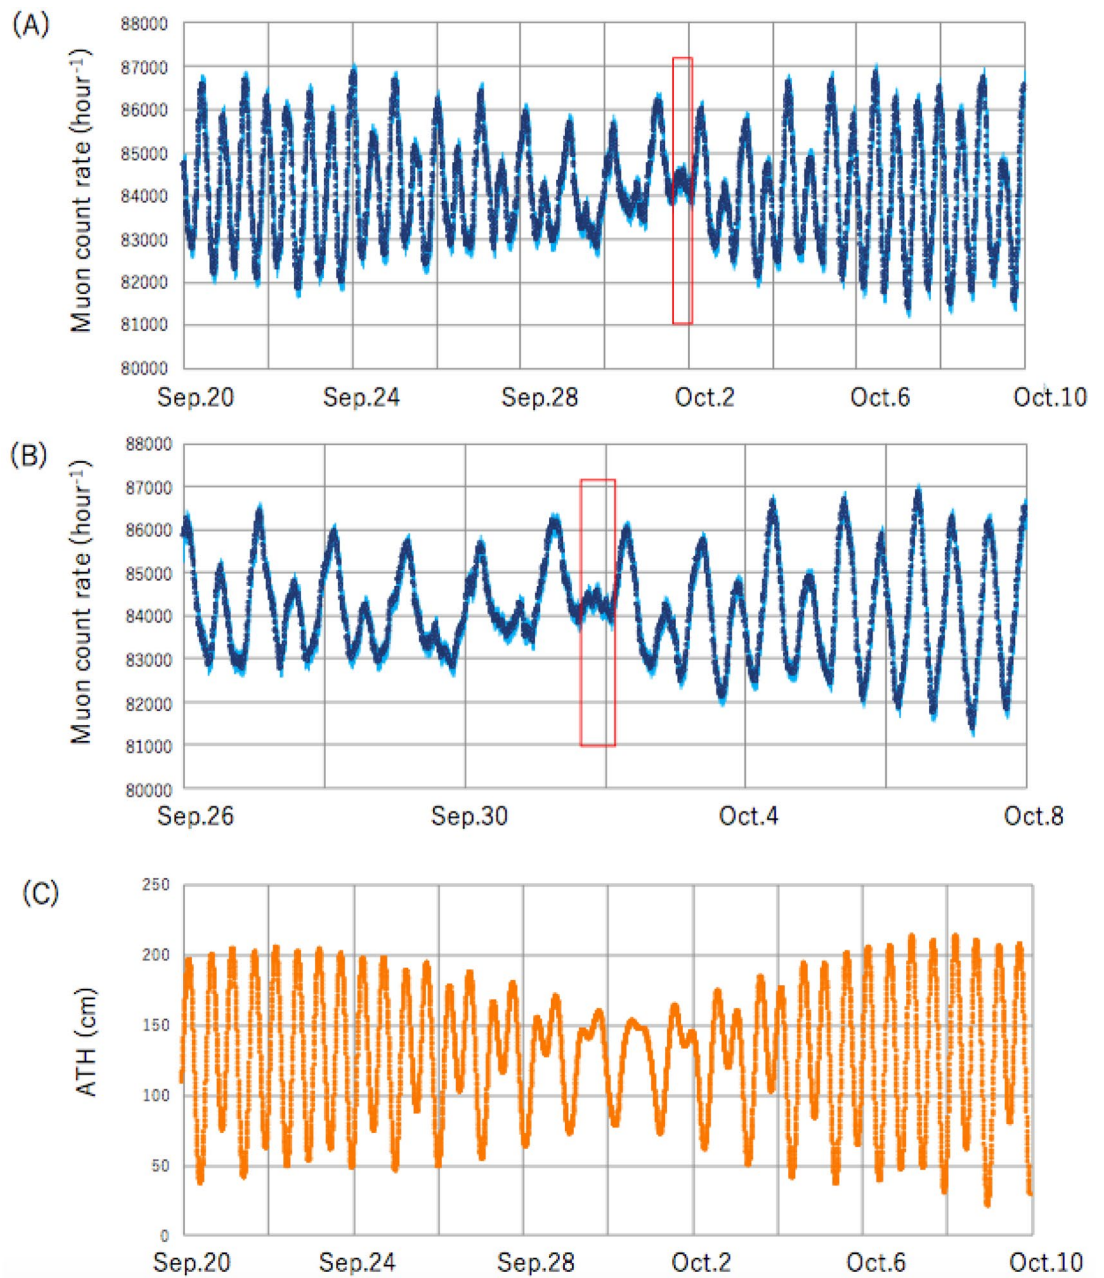 (A)
Muon count rate (hour⁻¹)
88000
87000
86000
85000
84000
83000
82000
81000
80000
Sep.20 Sep.24 Sep.28 Oct.2 Oct.6 Oct.10
(B)
Muon count rate (hour⁻¹)
88000
87000
86000
85000
84000
83000
82000
81000
80000
Sep.26 Sep.30 Oct.4 Oct.8
(C)
ATH (cm)
250
200
150
100
50
0
Sep.20 Sep.24 Sep.28 Oct.2 Oct.6 Oct.10